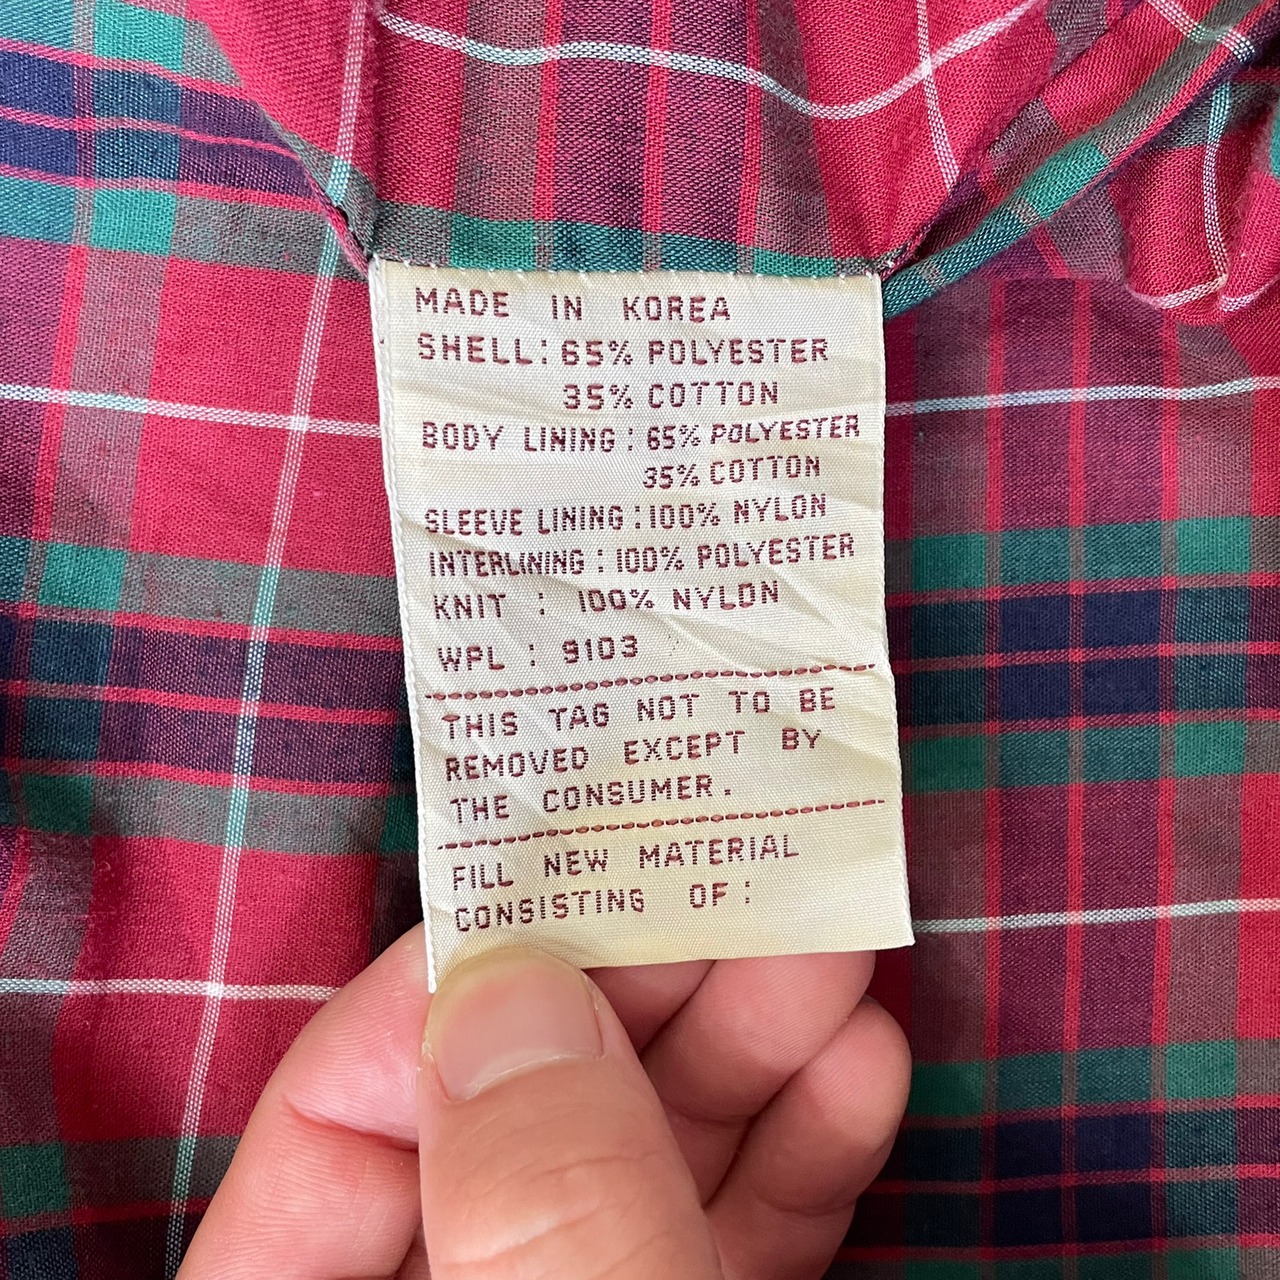 MADE IN KOREA
SHELL: 65% POLYESTER
35% COTTON
BODY LINING: 65% POLYESTER
35% COTTON
SLEEVE LINING: 100% NYLON
INTERLINING: 100% POLYESTER
KNIT : 100% NYLON
WPL : 9103
THIS TAG NOT TO BE
REMOVED EXCEPT BY
THE CONSUMER.
FILL NEW MATERIAL
CONSISTING OF: